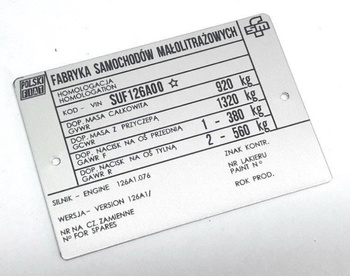 POLSKI FIAT
FABRYKA SAMOCHODÓW MAŁOLITRAŻOWYCH
HOMOLOGACJA
HOMOLOGATION
KOD - VIN SUF126A00 ☆
DOP. MASA CAŁKOWITA 920 kg
GVWR
DOP. MASA Z PRZYCZEPĄ 1320 kg
GCWR
DOP. NACISK NA OŚ PRZEDNIĄ 1 - 380 kg
GAWR F
DOP. NACISK NA OŚ TYLNĄ 2 - 560 kg
GAWR R
SILNIK - ENGINE 126A1.076
ZNAK KONTR.
WERSJA - VERSION 126A1/
NR LAKIERU
PAINT N°
NR NA CZ. ZAMIENNE
N° FOR SPARES
ROK PROD.